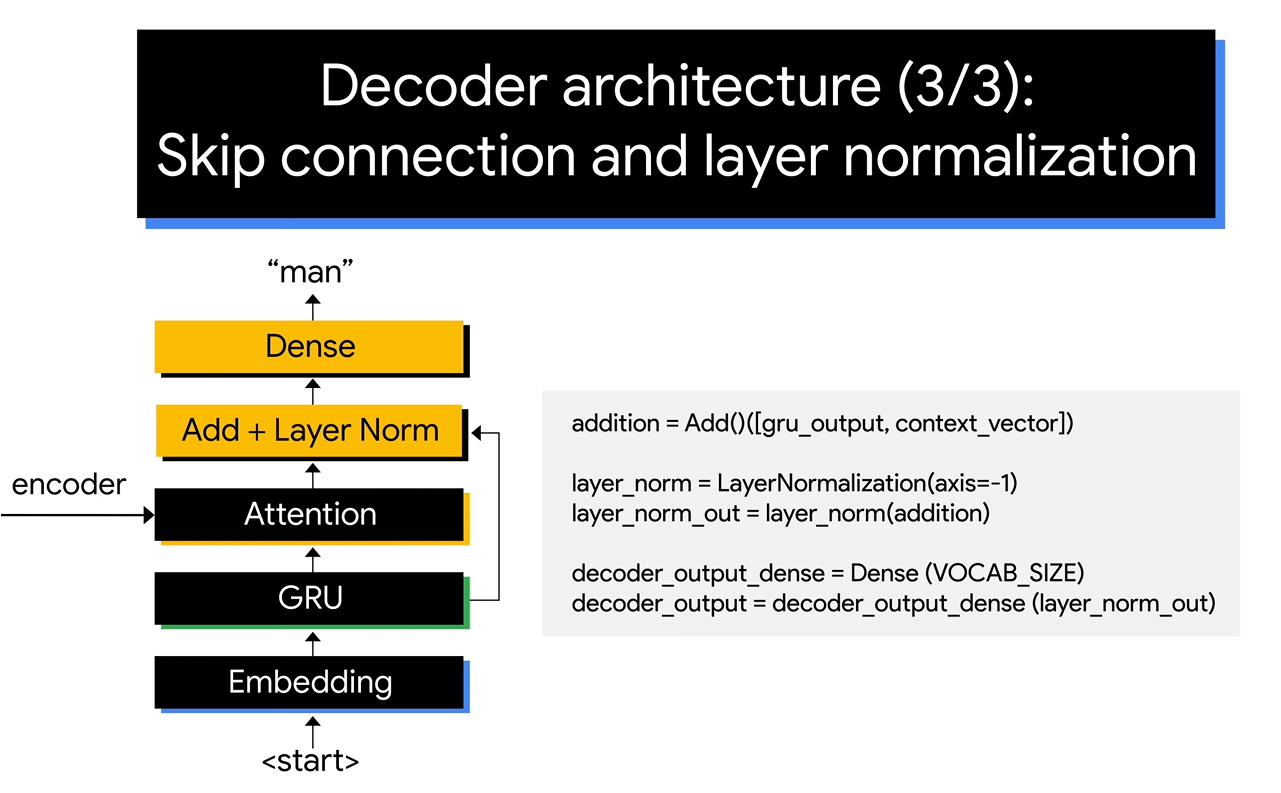 Decoder architecture (3/3):
Skip connection and layer normalization
“man”
Dense
Add + Layer Norm
encoder
Attention
GRU
Embedding
<start>
addition = Add()([gru_output, context_vector])
layer_norm = LayerNormalization(axis=-1)
layer_norm_out = layer_norm(addition)
decoder_output_dense = Dense (VOCAB_SIZE)
decoder_output = decoder_output_dense (layer_norm_out)